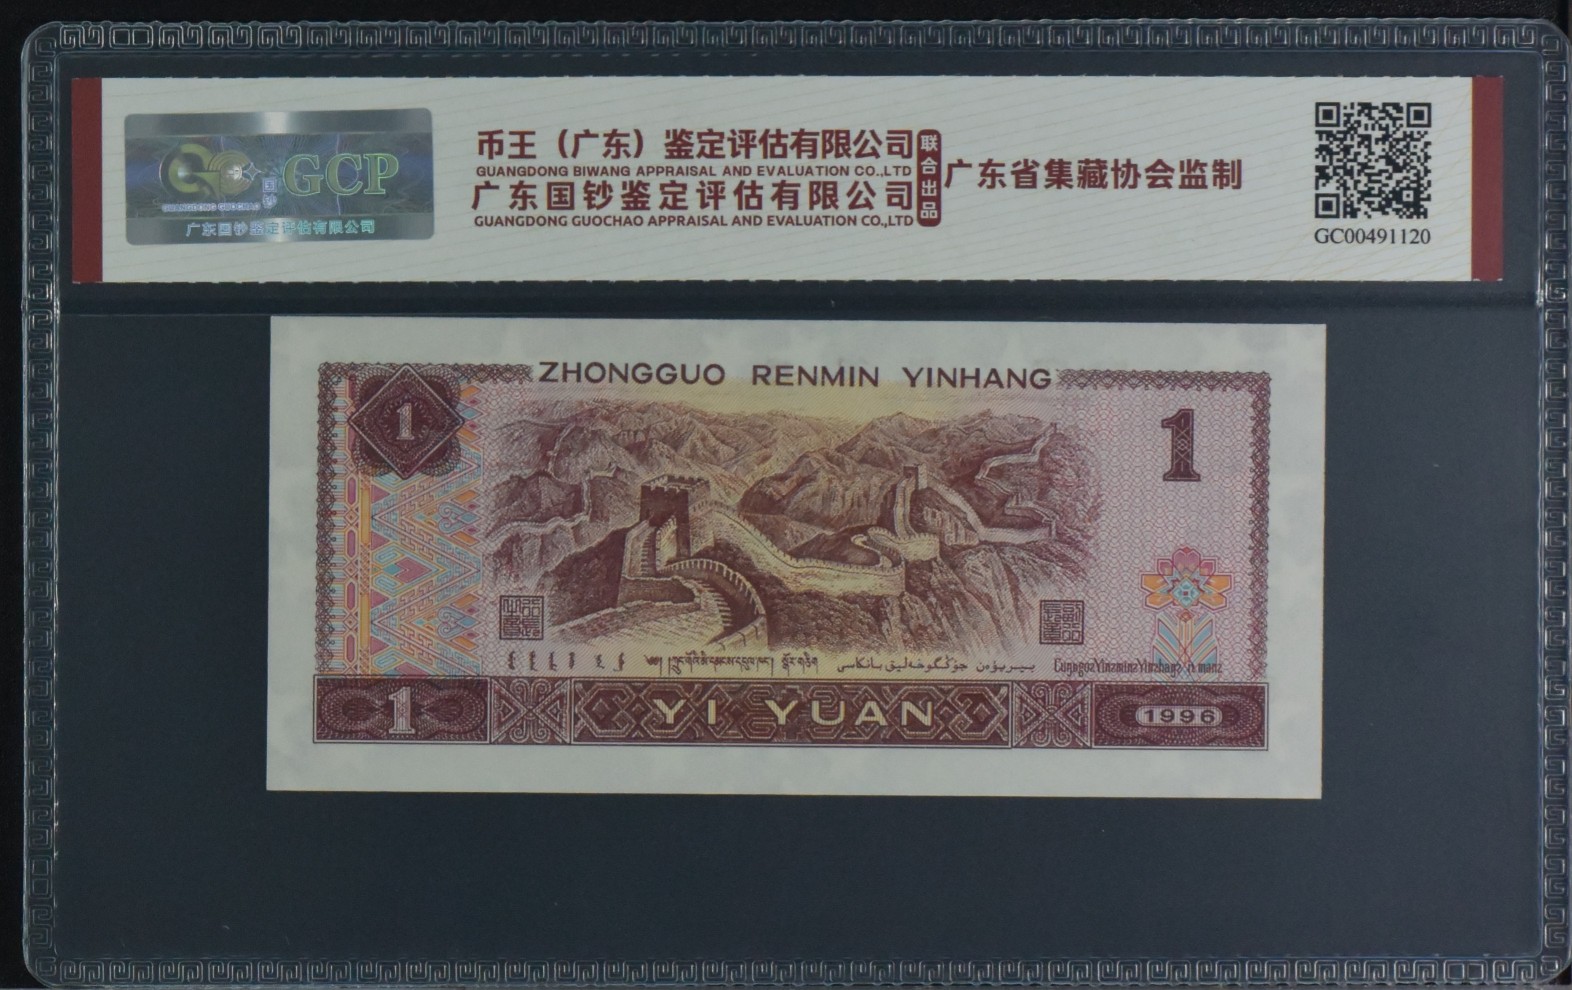 GCP
GUANGDONG GUOCHAO
国钞
广东国钞鉴定评估有限公司
币王（广东）鉴定评估有限公司
GUANGDONG BIWANG APPRAISAL AND EVALUATION CO.,LTD
广东国钞鉴定评估有限公司
GUANGDONG GUOCHAO APPRAISAL AND EVALUATION CO.,LTD
联合出品
广东省集藏协会监制
GC00491120
ZHONGGUO RENMIN YINHANG
1
1
1
YI YUAN
1996